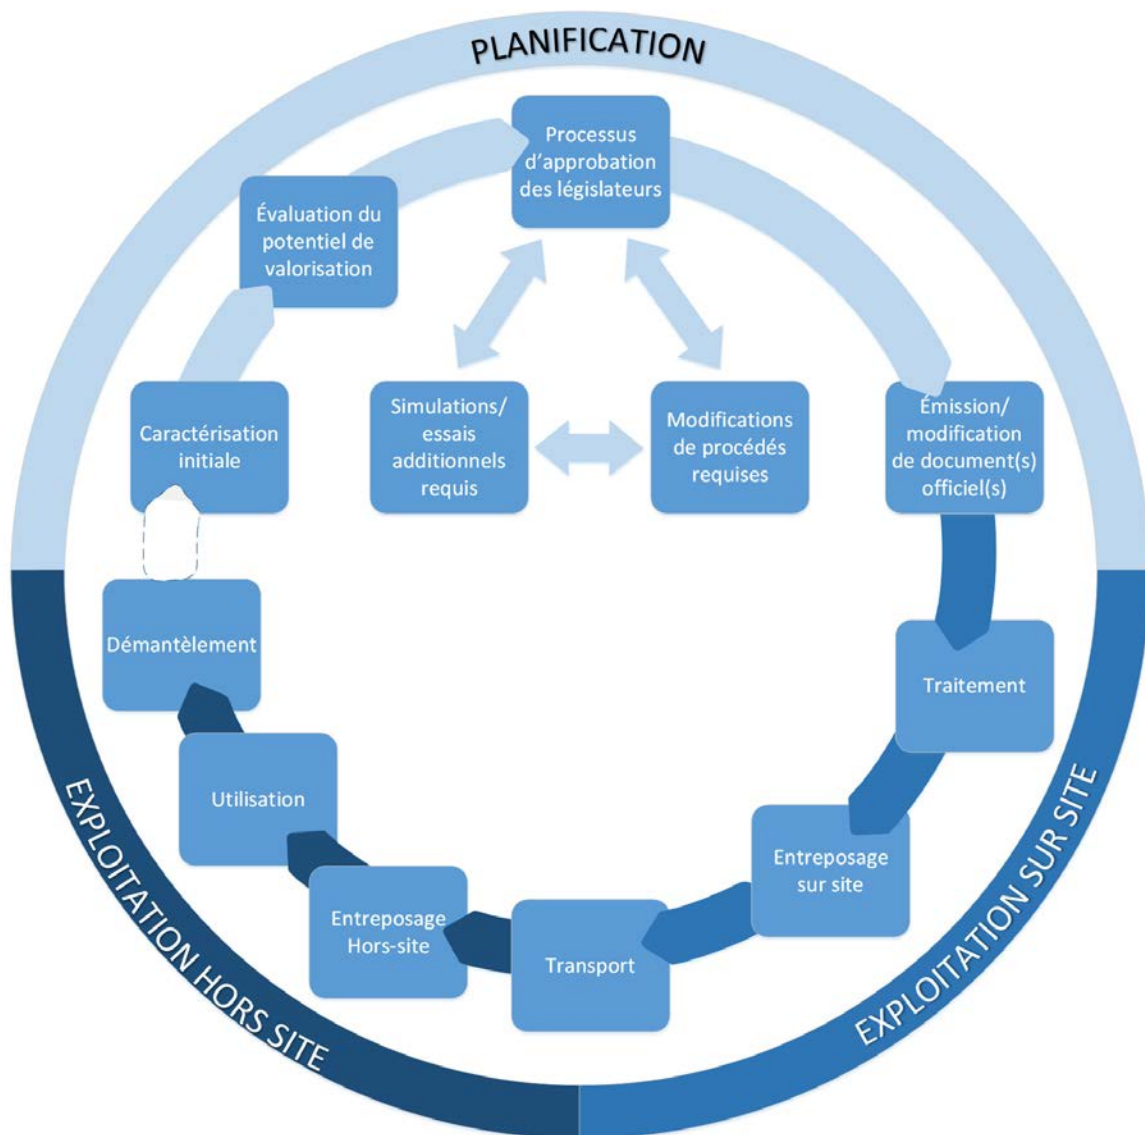 PLANIFICATION
Processus
d'approbation
des législateurs
Évaluation du
potentiel de
valorisation
Caractérisation
initiale
Simulations/
essais
additionnels
requis
Modifications
de procédés
requises
Émission/
modification
de document(s)
officiel(s)
Traitement
Entreposage
sur site
Transport
Entreposage
Hors-site
Utilisation
Démantèlement
EXPLOITATION SUR SITE
EXPLOITATION HORS SITE